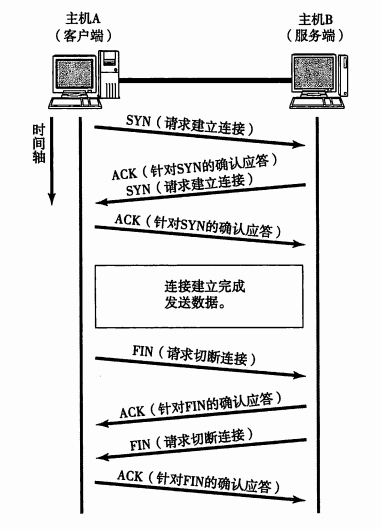 主机A
（客户端）
主机B
（服务端）
时间轴
SYN（请求建立连接）
ACK（针对SYN的确认应答）
SYN（请求建立连接）
ACK（针对SYN的确认应答）
连接建立完成
发送数据。
FIN（请求切断连接）
ACK（针对FIN的确认应答）
FIN（请求切断连接）
ACK（针对FIN的确认应答）